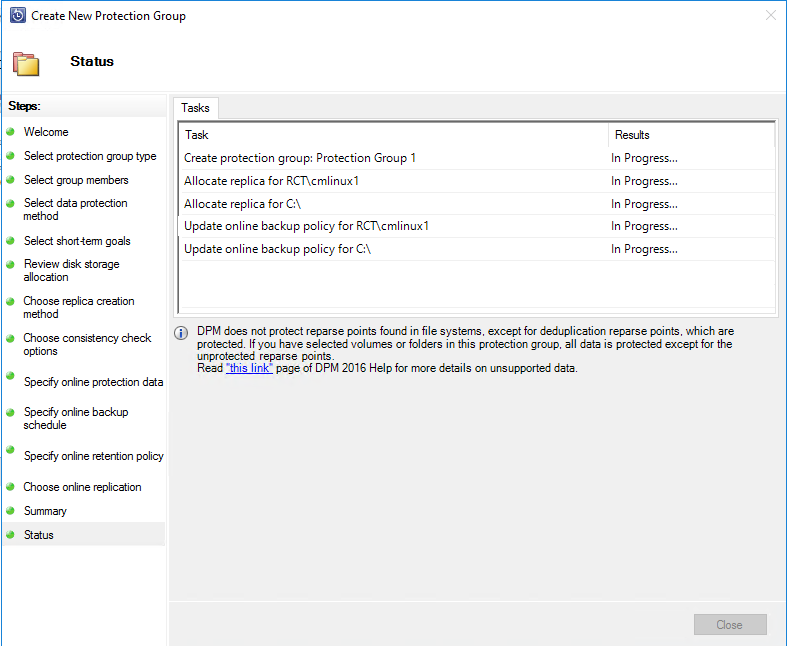 Create New Protection Group
Status
Steps:
Welcome
Select protection group type
Select group members
Select data protection
method
Select short-term goals
Review disk storage
allocation
Choose replica creation
method
Choose consistency check
options
Specify online protection data
Specify online backup
schedule
Specify online retention policy
Choose online replication
Summary
Status
Tasks
Task Results
Create protection group: Protection Group 1 In Progress...
Allocate replica for RCT\cmlinux1 In Progress...
Allocate replica for C:\ In Progress...
Update online backup policy for RCT\cmlinux1 In Progress...
Update online backup policy for C:\ In Progress...
DPM does not protect reparse points found in file systems, except for deduplication reparse points, which are
protected. If you have selected volumes or folders in this protection group, all data is protected except for the
unprotected reparse points.
Read "this link" page of DPM 2016 Help for more details on unsupported data.
Close